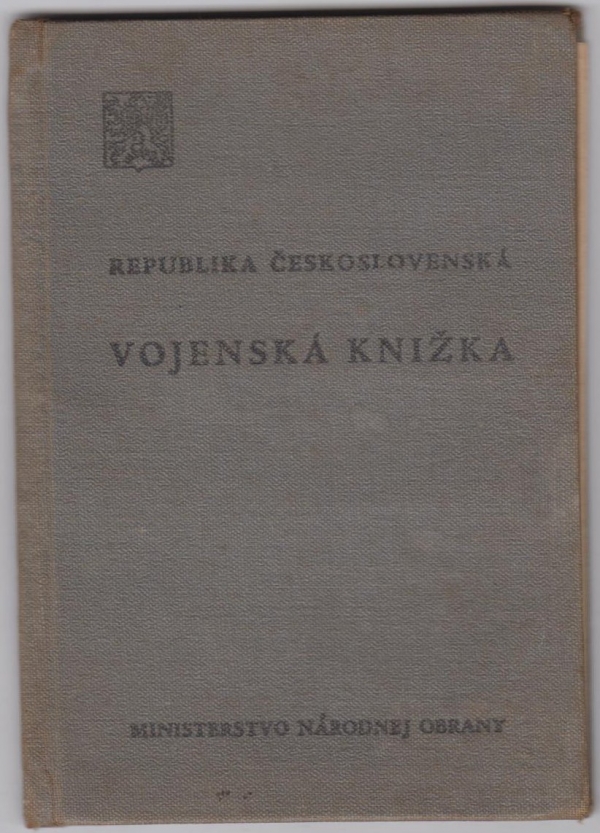 REPUBLIKA ČESKOSLOVENSKÁ
VOJENSKÁ KNIŽKA
MINISTERSTVO NÁRODNEJ OBRANY